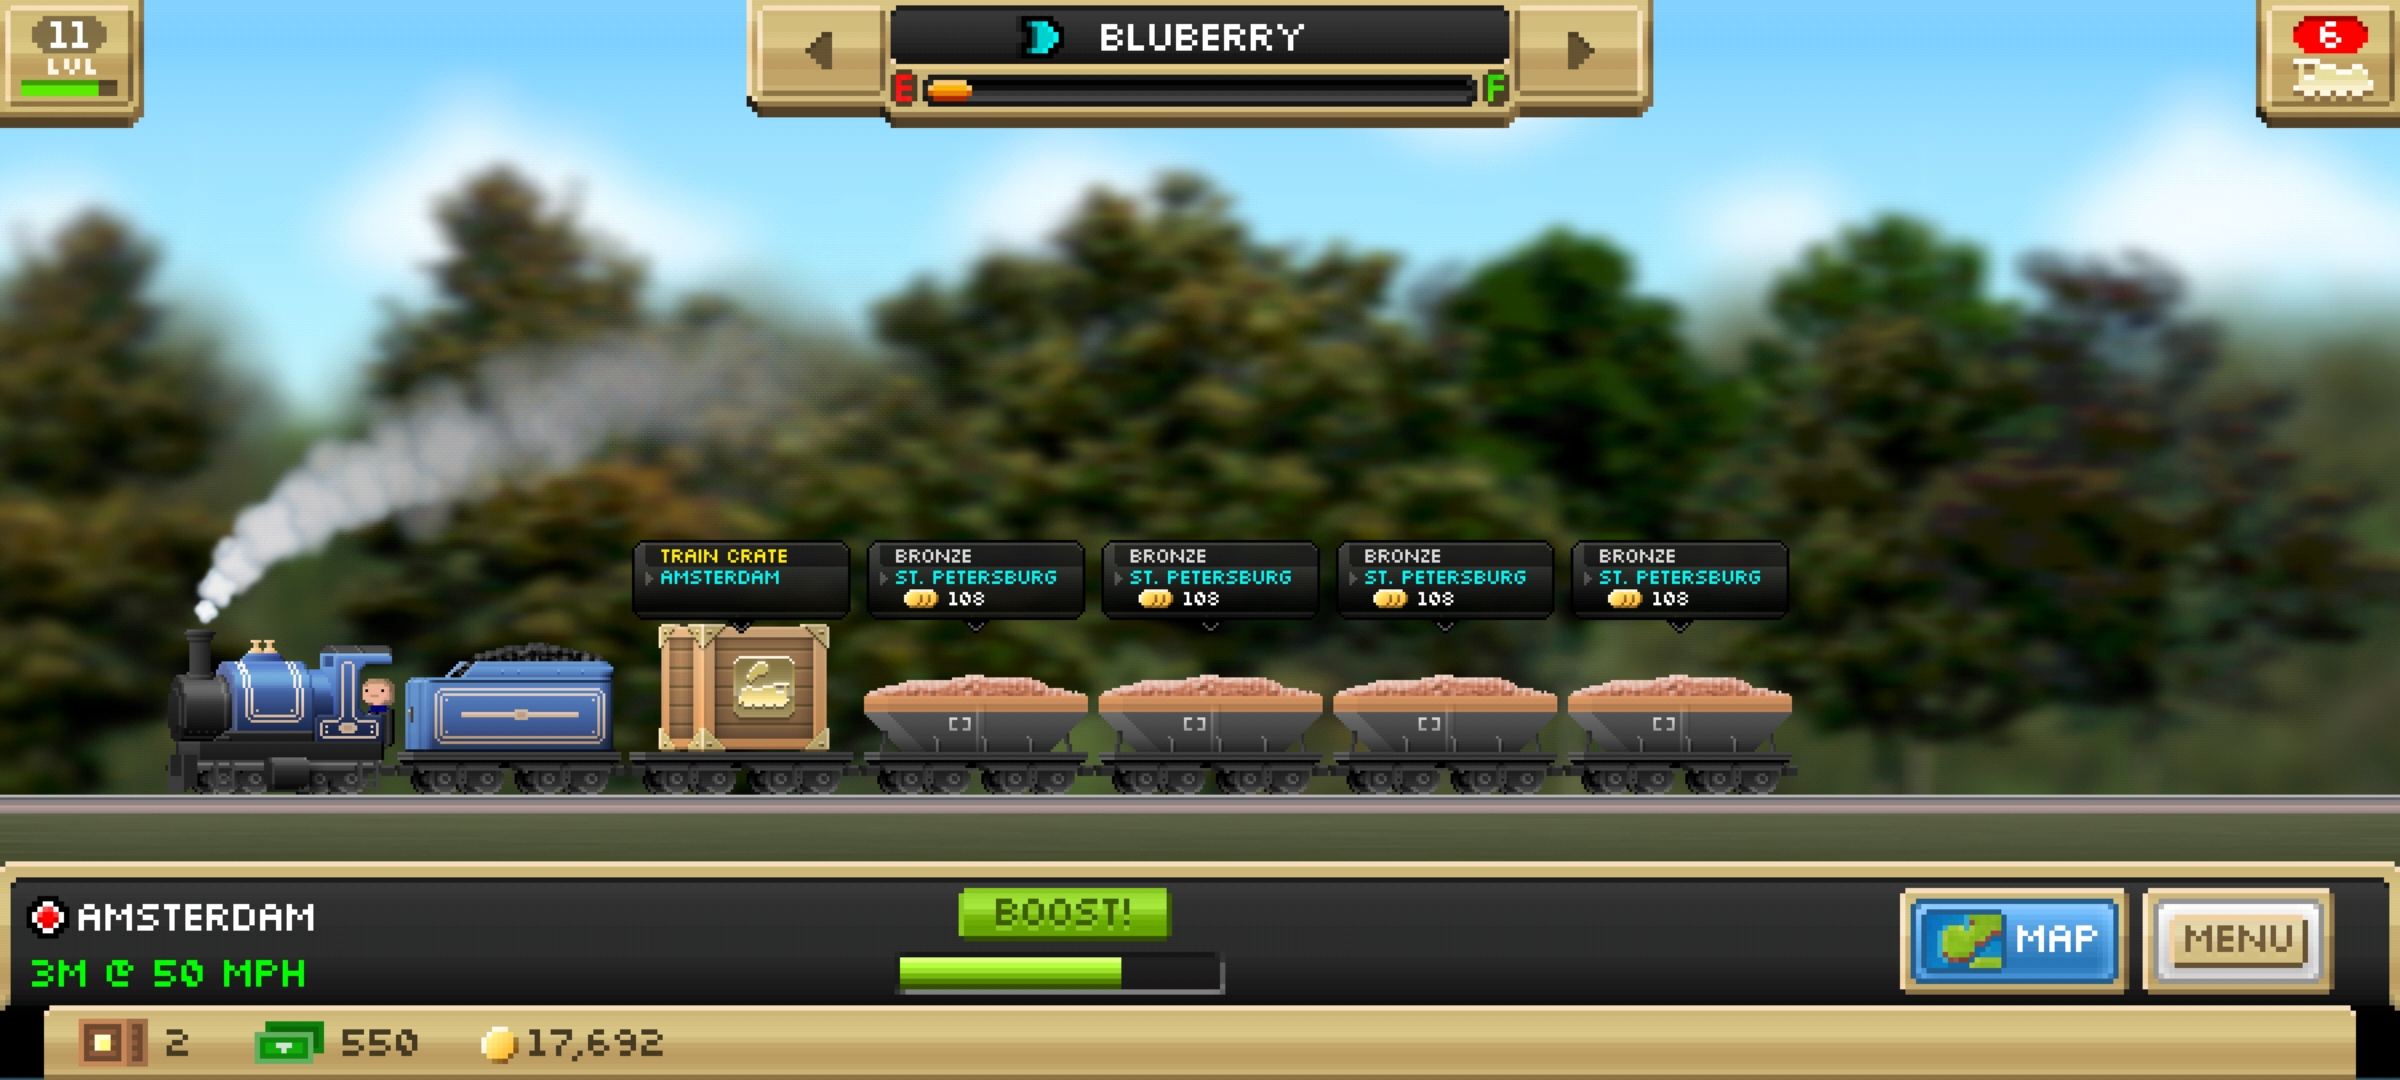 11
LVL
BLUBERRY
E F
6
TRAIN CRATE
AMSTERDAM
BRONZE
ST. PETERSBURG
108
BRONZE
ST. PETERSBURG
108
BRONZE
ST. PETERSBURG
108
BRONZE
ST. PETERSBURG
108
AMSTERDAM
3M @ 50 MPH
BOOST!
MAP
MENU
2 550 17,692